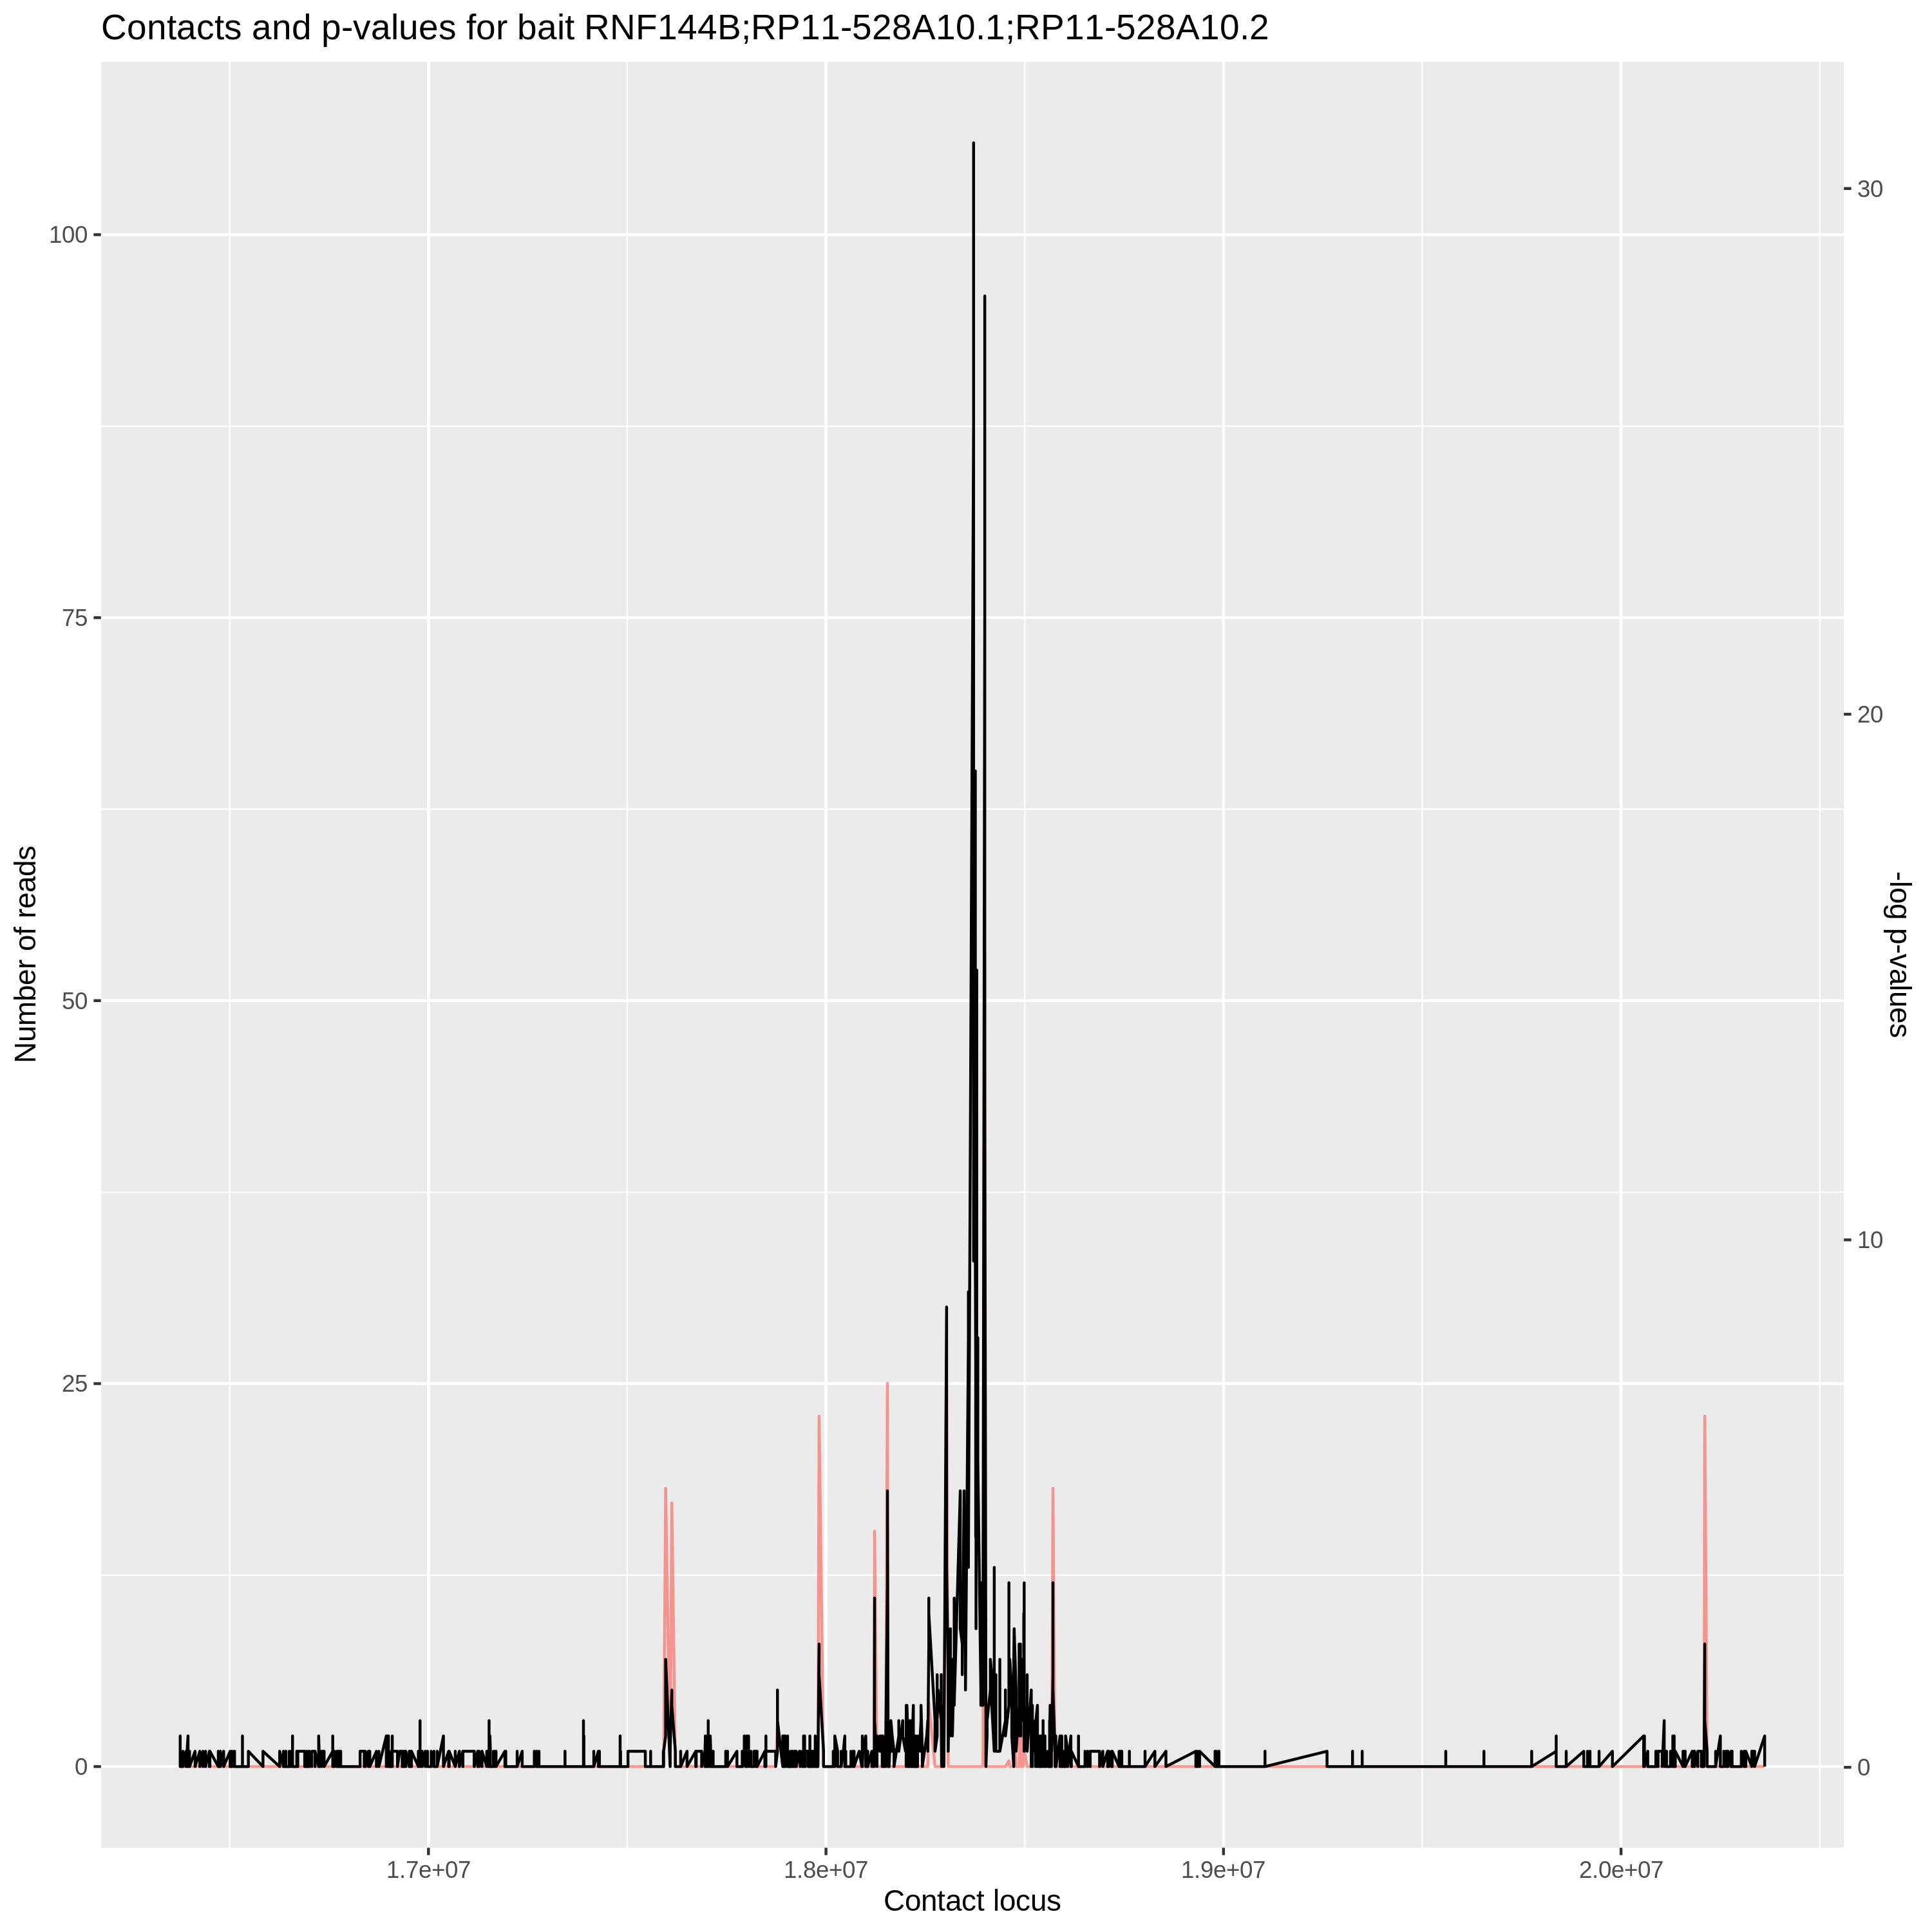 Contacts and p-values for bait RNF144B;RP11-528A10.1;RP11-528A10.2
100
75
50
25
0
Number of reads
30
20
10
0
-log p-values
1.7e+07
1.8e+07
1.9e+07
2.0e+07
Contact locus